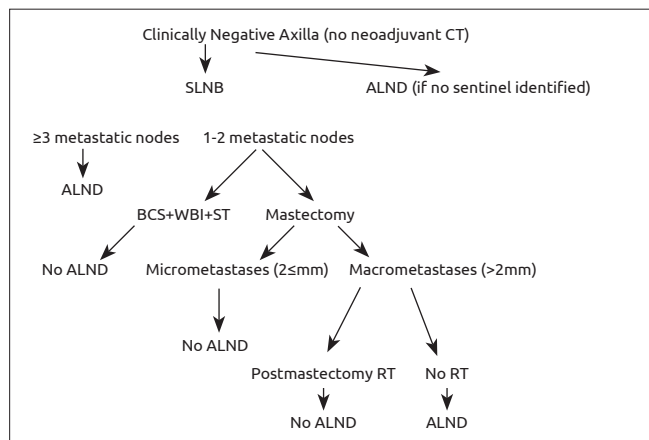 Clinically Negative Axilla (no neoadjuvant CT)
SLNB
ALND (if no sentinel identified)
≥3 metastatic nodes
1-2 metastatic nodes
ALND
BCS+WBI+ST
Mastectomy
No ALND
Micrometastases (2≤mm)
Macrometastases (>2mm)
No ALND
Postmastectomy RT
No RT
No ALND
ALND